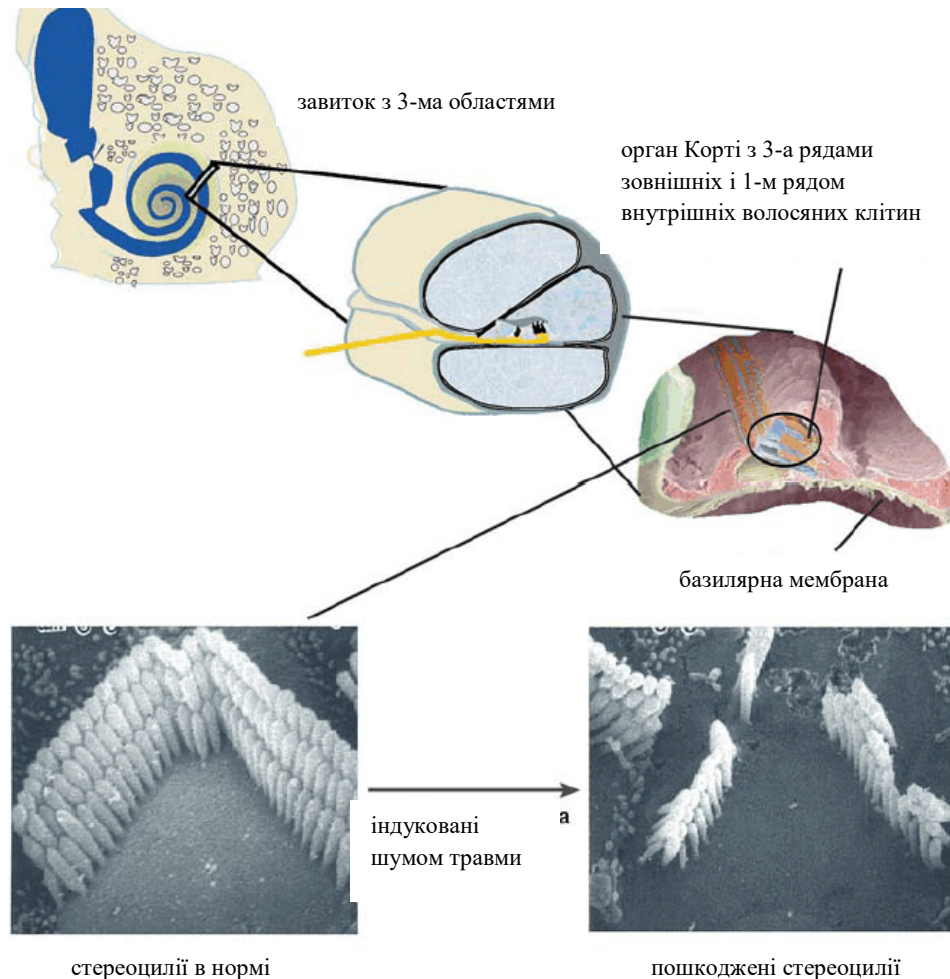 завиток з 3-ма областями
орган Корті з 3-а рядами
зовнішніх і 1-м рядом
внутрішніх волосяних клітин
базилярна мембрана
індуковані
шумом травми
а
стереоцилії в нормі
пошкоджені стереоцилії